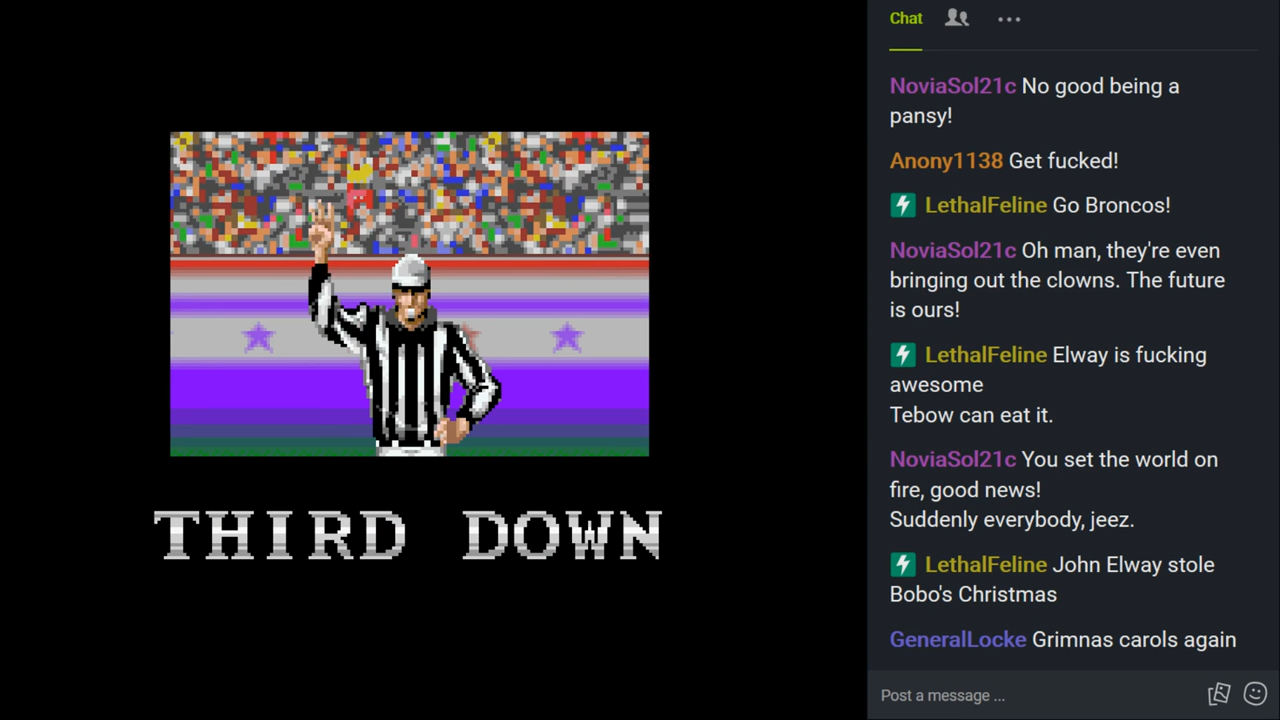 THIRD DOWN
Chat
NoviaSol21c No good being a
pansy!
Anony1138 Get fucked!
LethalFeline Go Broncos!
NoviaSol21c Oh man, they're even
bringing out the clowns. The future
is ours!
LethalFeline Elway is fucking
awesome
Tebow can eat it.
NoviaSol21c You set the world on
fire, good news!
Suddenly everybody, jeez.
LethalFeline John Elway stole
Bobo's Christmas
GeneralLocke Grimnas carols again
Post a message ...